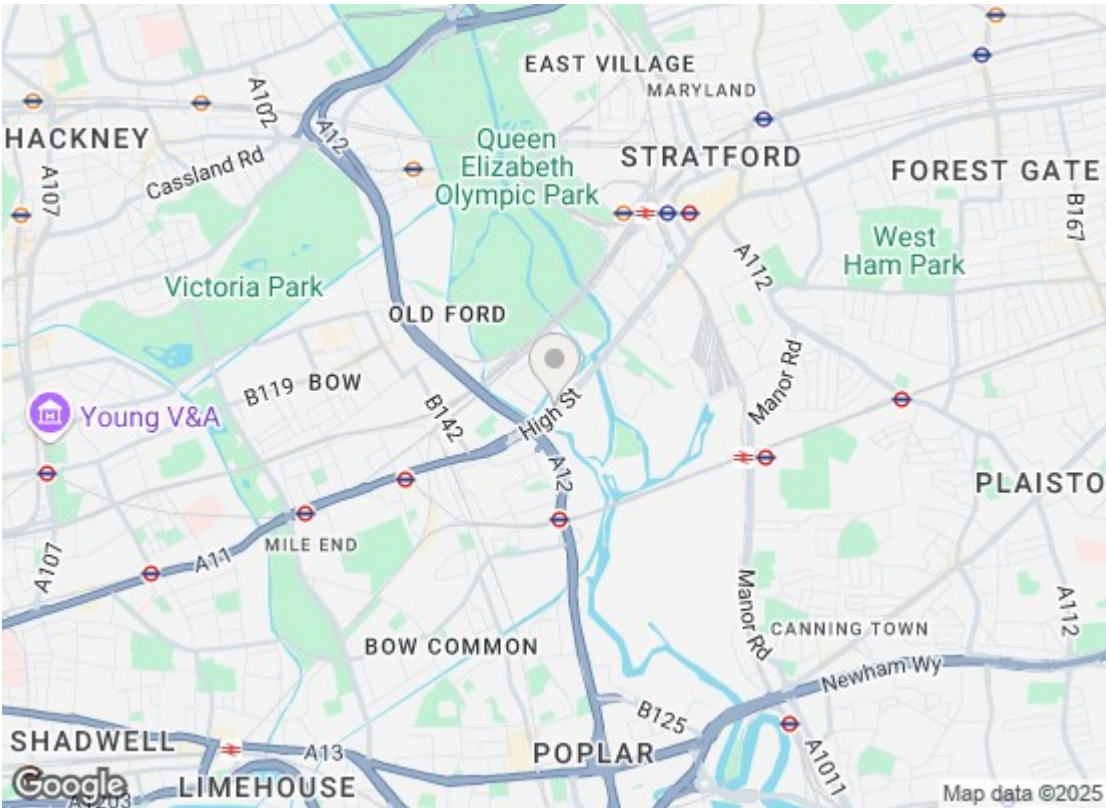 EAST VILLAGE
MARYLAND
HACKNEY
A102
A12
Cassland Rd
Queen
Elizabeth
Olympic Park
STRATFORD
FOREST GATE
A107
B167
West
Ham Park
A112
Victoria Park
OLD FORD
Manor Rd
B119
BOW
Young V&A
B142
High St
A12
PLAISTO
MILE END
A11
A107
Manor Rd
A112
BOW COMMON
CANNING TOWN
Newham Wy
B125
SHADWELL
A13
POPLAR
A1011
LIMEHOUSE
Google
A1203
Map data ©2025